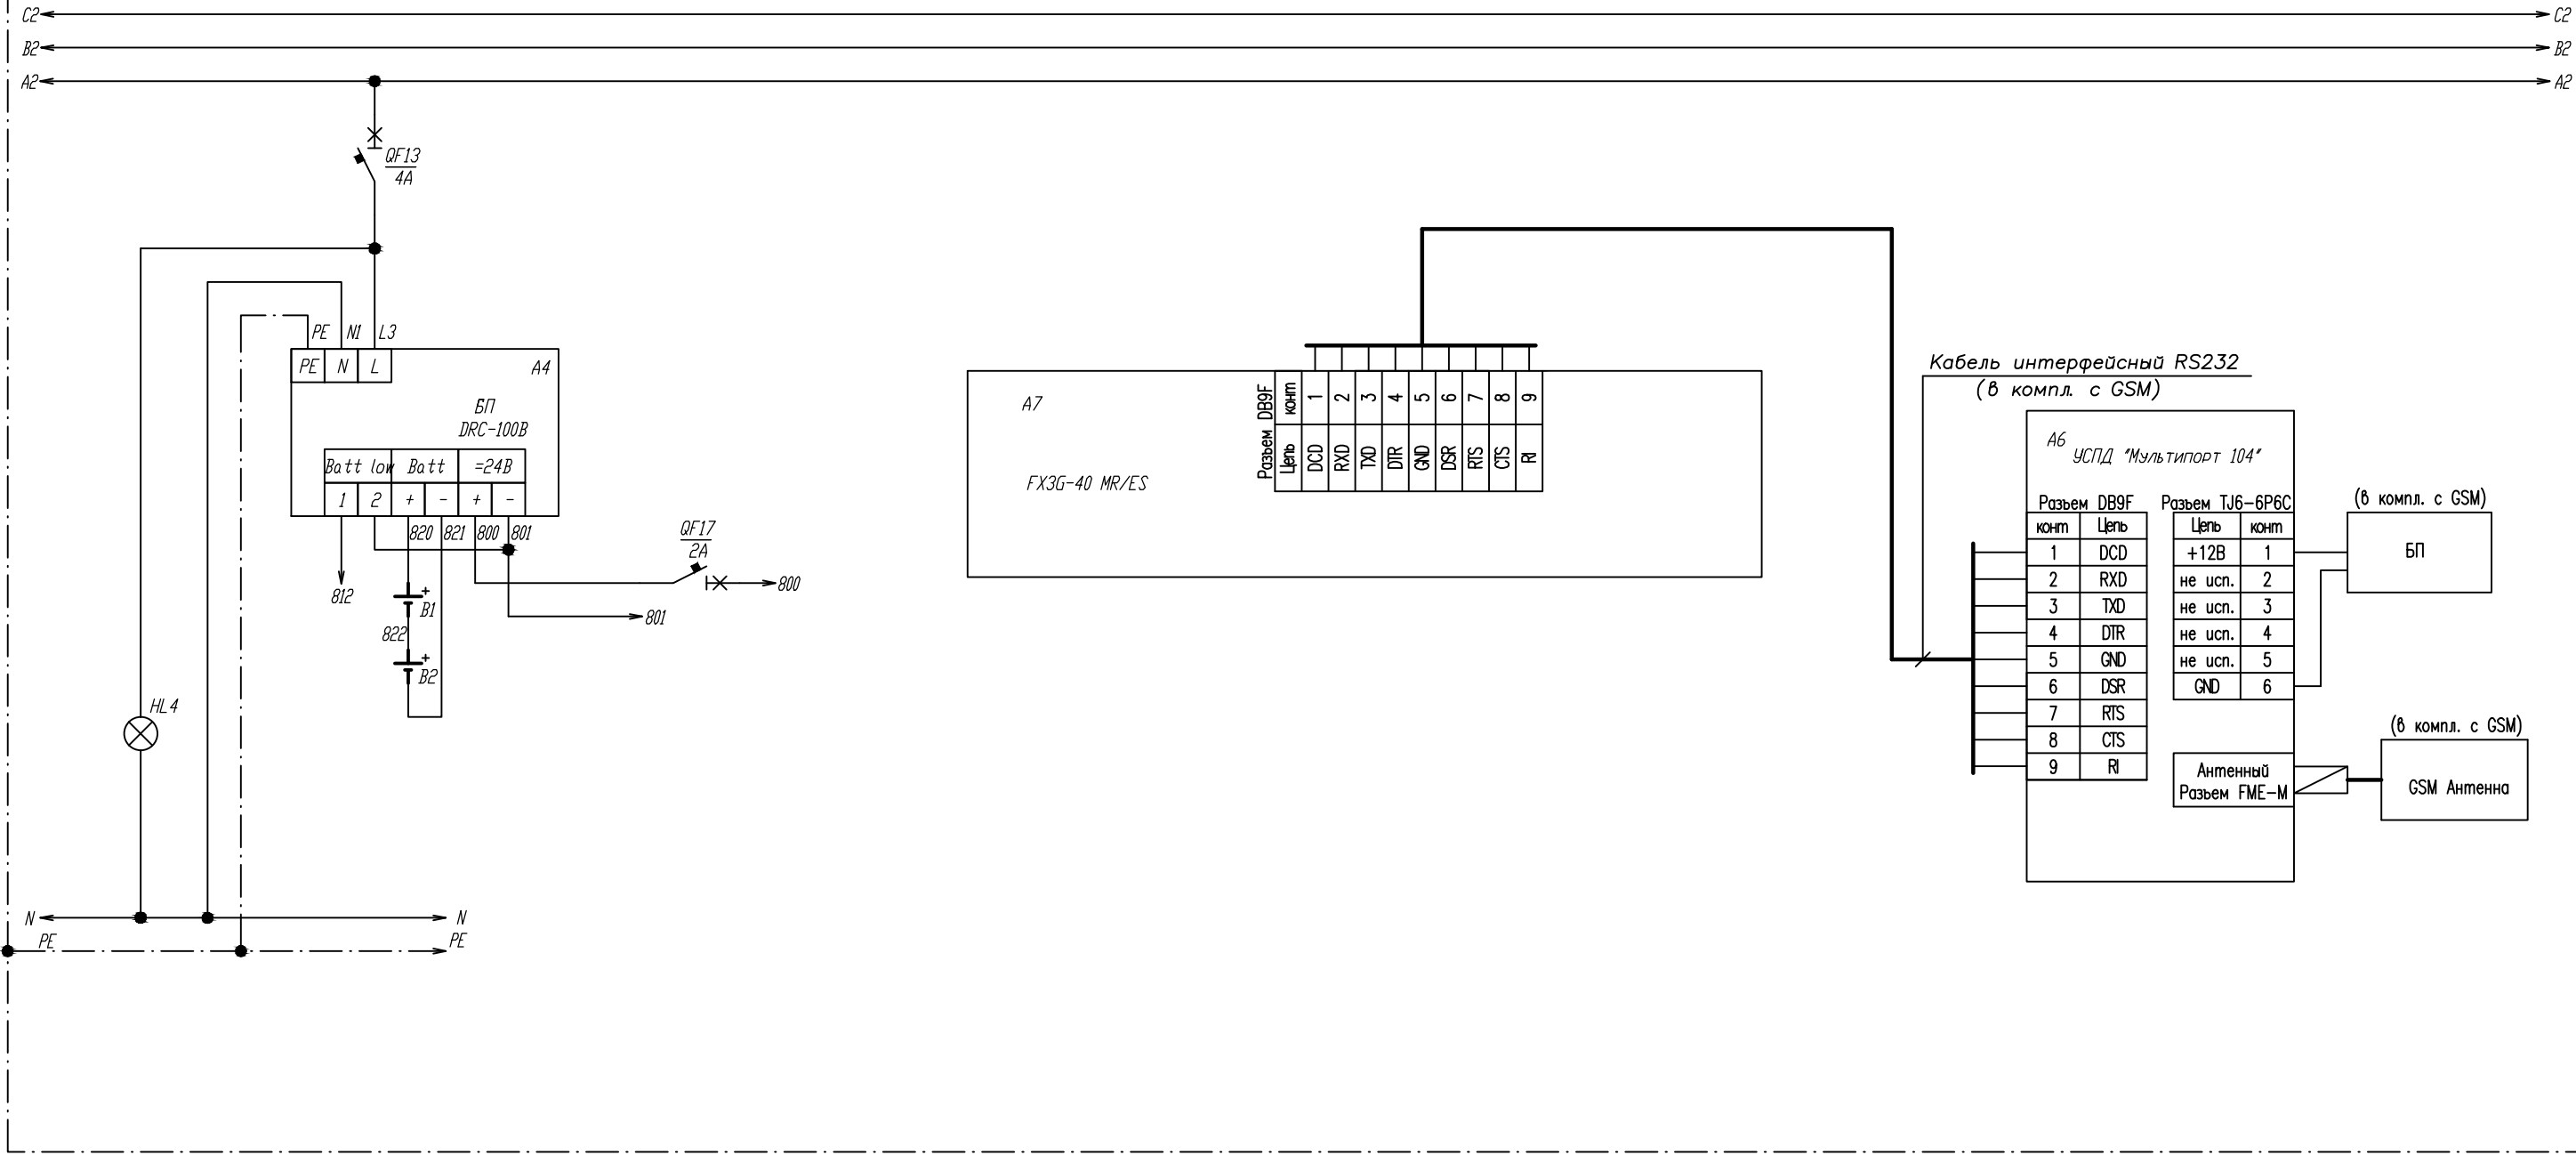 C2 C2
B2 B2
A2 A2
QF13
4A
PE N1 L3
PE N L A4
БП
DRC-100B
Batt low Batt =24В
1 2 + - + -
820 821 800 801
812
+
B1
822
+
B2
QF17
2A
800
801
HL4
N N
PE PE
A7
FX3G-40 MR/ES
Разъем DB9F
конт 1 2 3 4 5 6 7 8 9
Цепь DCD RXD TXD DTR GND DSR RTS CTS RI
Кабель интерфейсный RS232
(в компл. с GSM)
A6
УСПД "Мультипорт 104"
Разъем DB9F
конт Цепь
1 DCD
2 RXD
3 TXD
4 DTR
5 GND
6 DSR
7 RTS
8 CTS
9 RI
Разъем TJ6-6P6C
Цепь конт
+12В 1
не исп. 2
не исп. 3
не исп. 4
не исп. 5
GND 6
(в компл. с GSM)
БП
Антенный
Разъем FME-M
(в компл. с GSM)
GSM Антенна